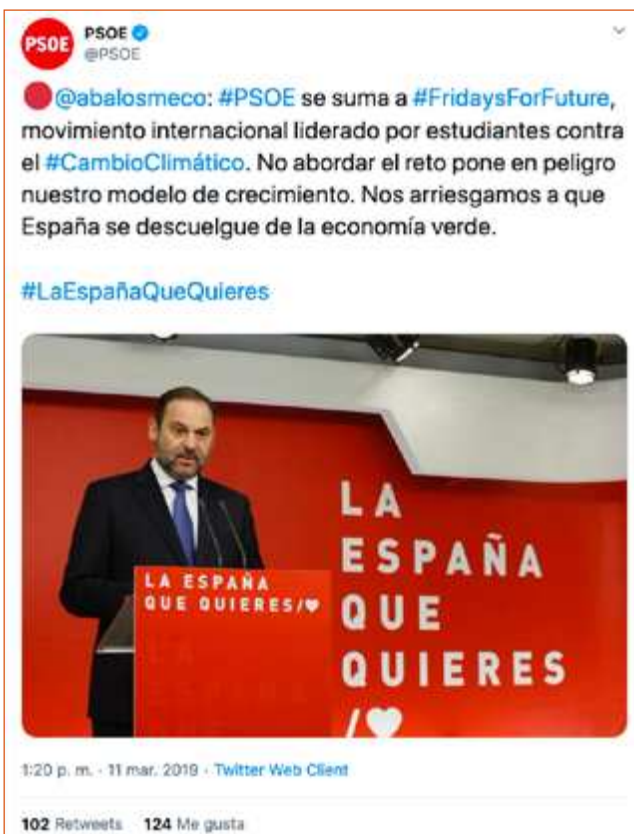 PSOE
PSOE
@PSOE
@abalosmeco: #PSOE se suma a #FridaysForFuture,
movimiento internacional liderado por estudiantes contra
el #CambioClimático. No abordar el reto pone en peligro
nuestro modelo de crecimiento. Nos arriesgamos a que
España se descuelgue de la economía verde.
#LaEspañaQueQuieres
LA ESPAÑA
QUE QUIERES/♥
LA
ESPAÑA
QUE
LA
ESPAÑA
QUE
QUIERES
/♥
1:20 p. m. · 11 mar. 2019 · Twitter Web Client
102 Retweets 124 Me gusta